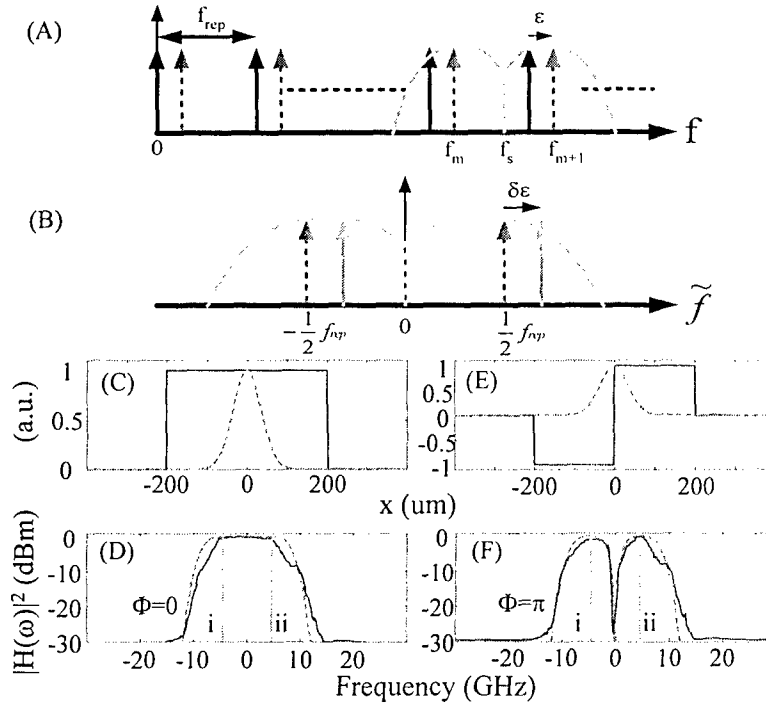 (A)
f_rep
ε
0
f_m
f_s
f_{m+1}
f
(B)
δε
-1/2 f_rep
0
1/2 f_rep
f̃
(C)
(a.u.)
1
0.5
0
-200
0
200
(E)
1
0.5
0
-0.5
-1
-200
0
200
x (um)
(D)
|H(ω)|² (dBm)
0
-10
-20
-30
Φ=0
i
ii
-20
-10
0
10
20
(F)
0
-10
-20
-30
Φ=π
i
ii
-20
-10
0
10
20
Frequency (GHz)